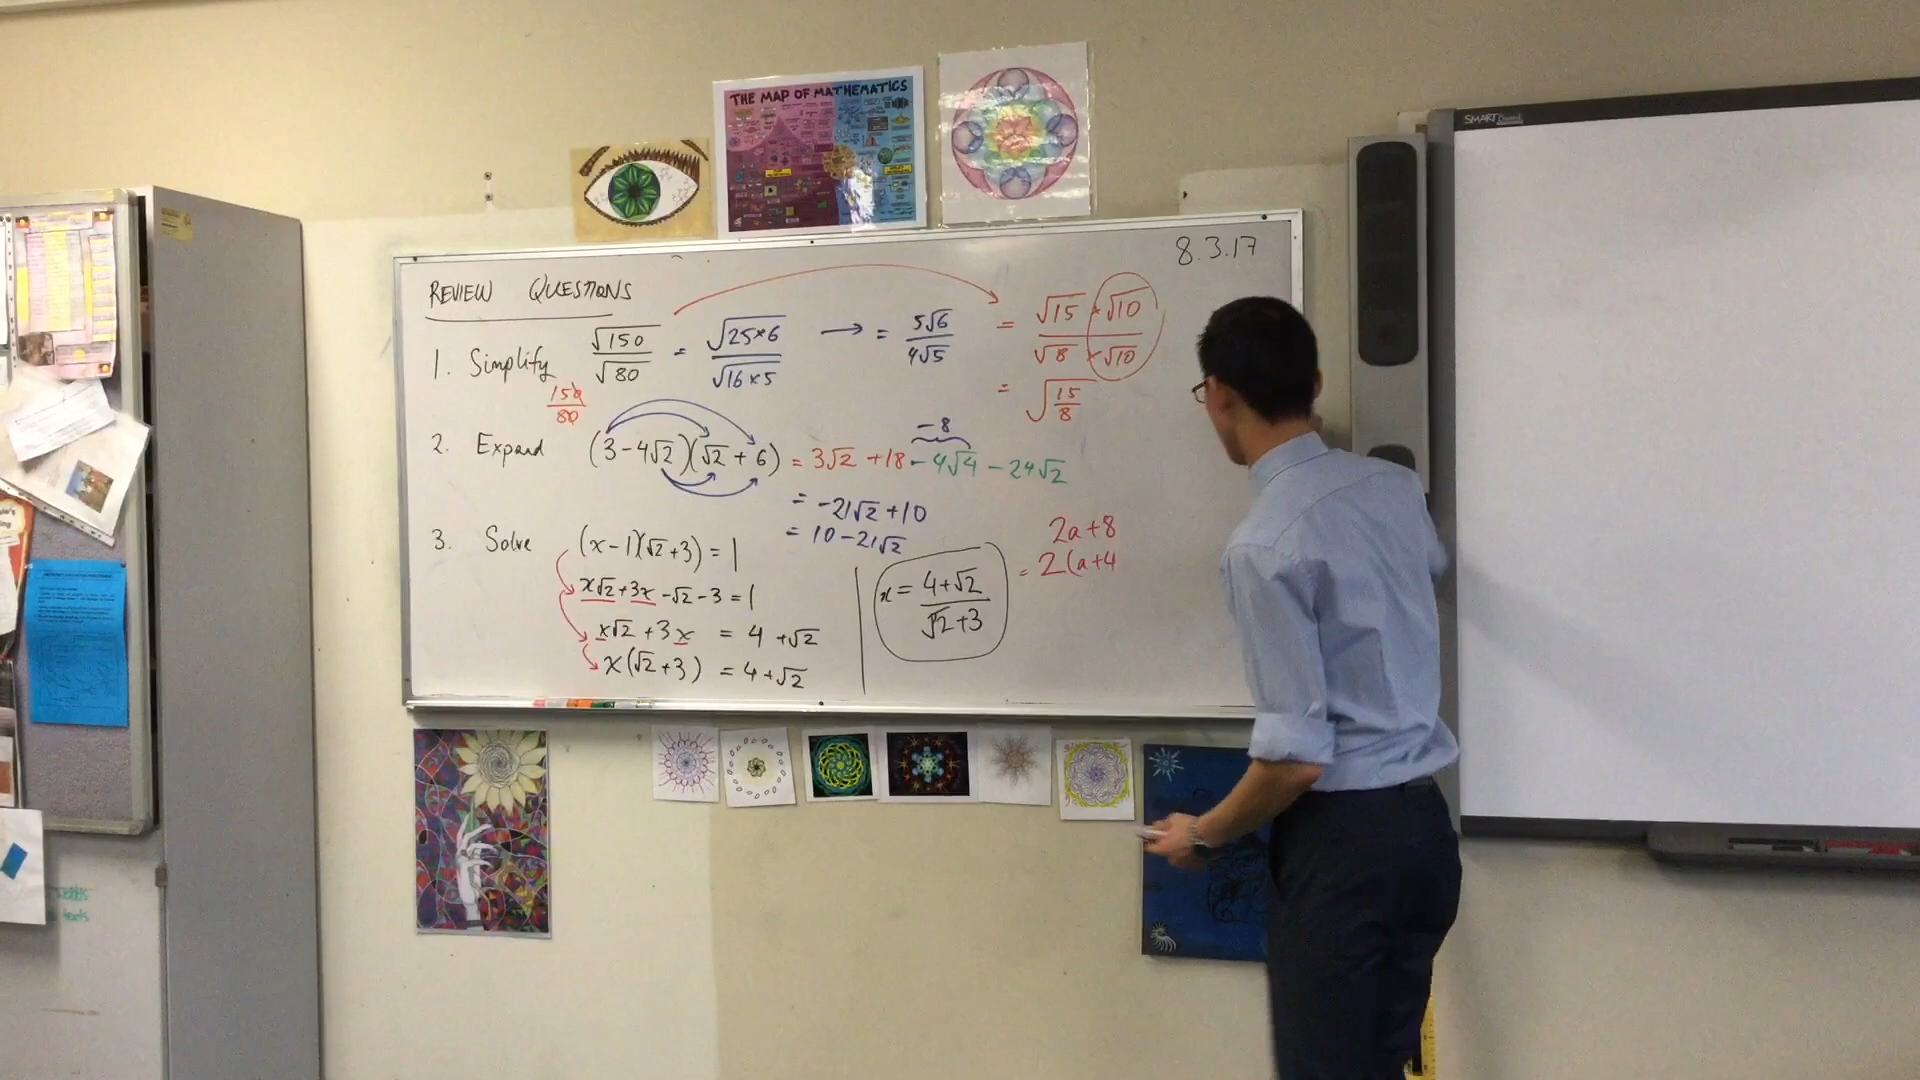 THE MAP OF MATHEMATICS
SMART Board
8.3.17
REVIEW QUESTIONS
1. Simplify √150/√80 = √(25×6)/√(16×5) → = 5√6/4√5 = √15×√10/√8×√10
= √(15/8)
150/80
2. Expand (3-4√2)(√2+6) = 3√2 +18 -4√4 -24√2
-8
= -21√2+10
= 10-21√2
3. Solve (x-1)(√2+3) = 1
x√2+3x-√2-3=1
x√2+3x = 4+√2
x(√2+3) = 4+√2
x = (4+√2)/(√2+3)
2a+8
= 2(a+4